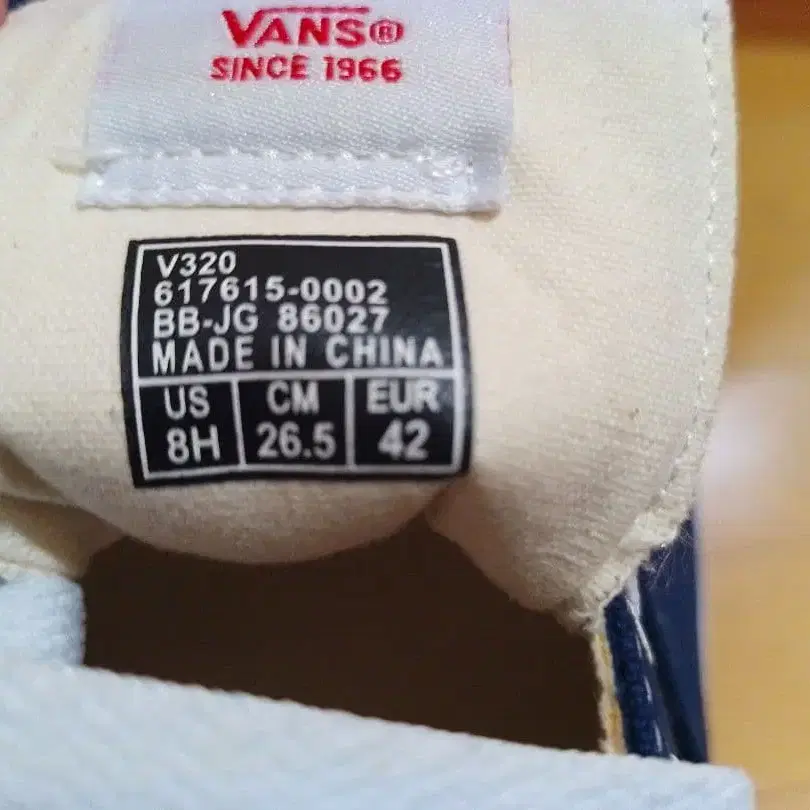 VANS®
SINCE 1966
V320
617615-0002
BB-JG 86027
MADE IN CHINA
US CM EUR
8H 26.5 42